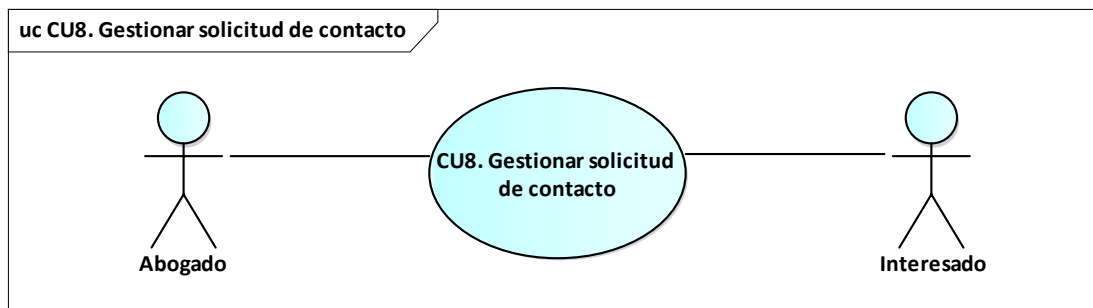 uc CU8. Gestionar solicitud de contacto
CU8. Gestionar solicitud
de contacto
Abogado
Interesado